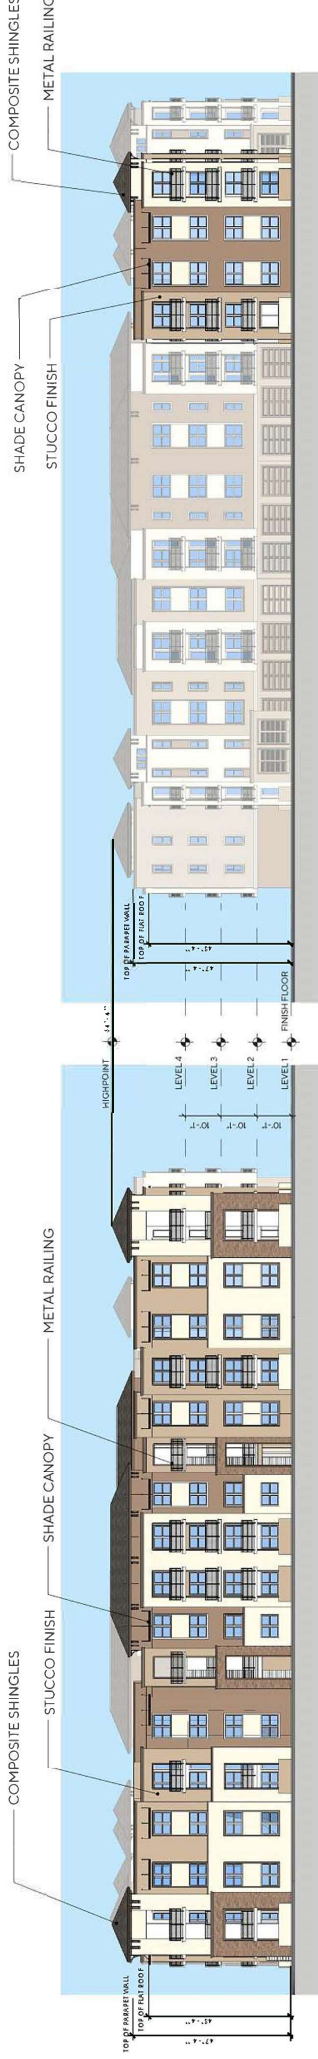 COMPOSITE SHINGLES
STUCCO FINISH
SHADE CANOPY
METAL RAILING
TOP OF PARAPET WALL
TOP OF FLAT ROOF
HIGHPOINT
LEVEL 4
LEVEL 3
LEVEL 2
LEVEL 1
FINISH FLOOR
10'-1"
10'-1"
10'-1"
TOP OF PARAPET WALL
TOP OF FLAT ROOF
SHADE CANOPY
STUCCO FINISH
COMPOSITE SHINGLES
METAL RAILING